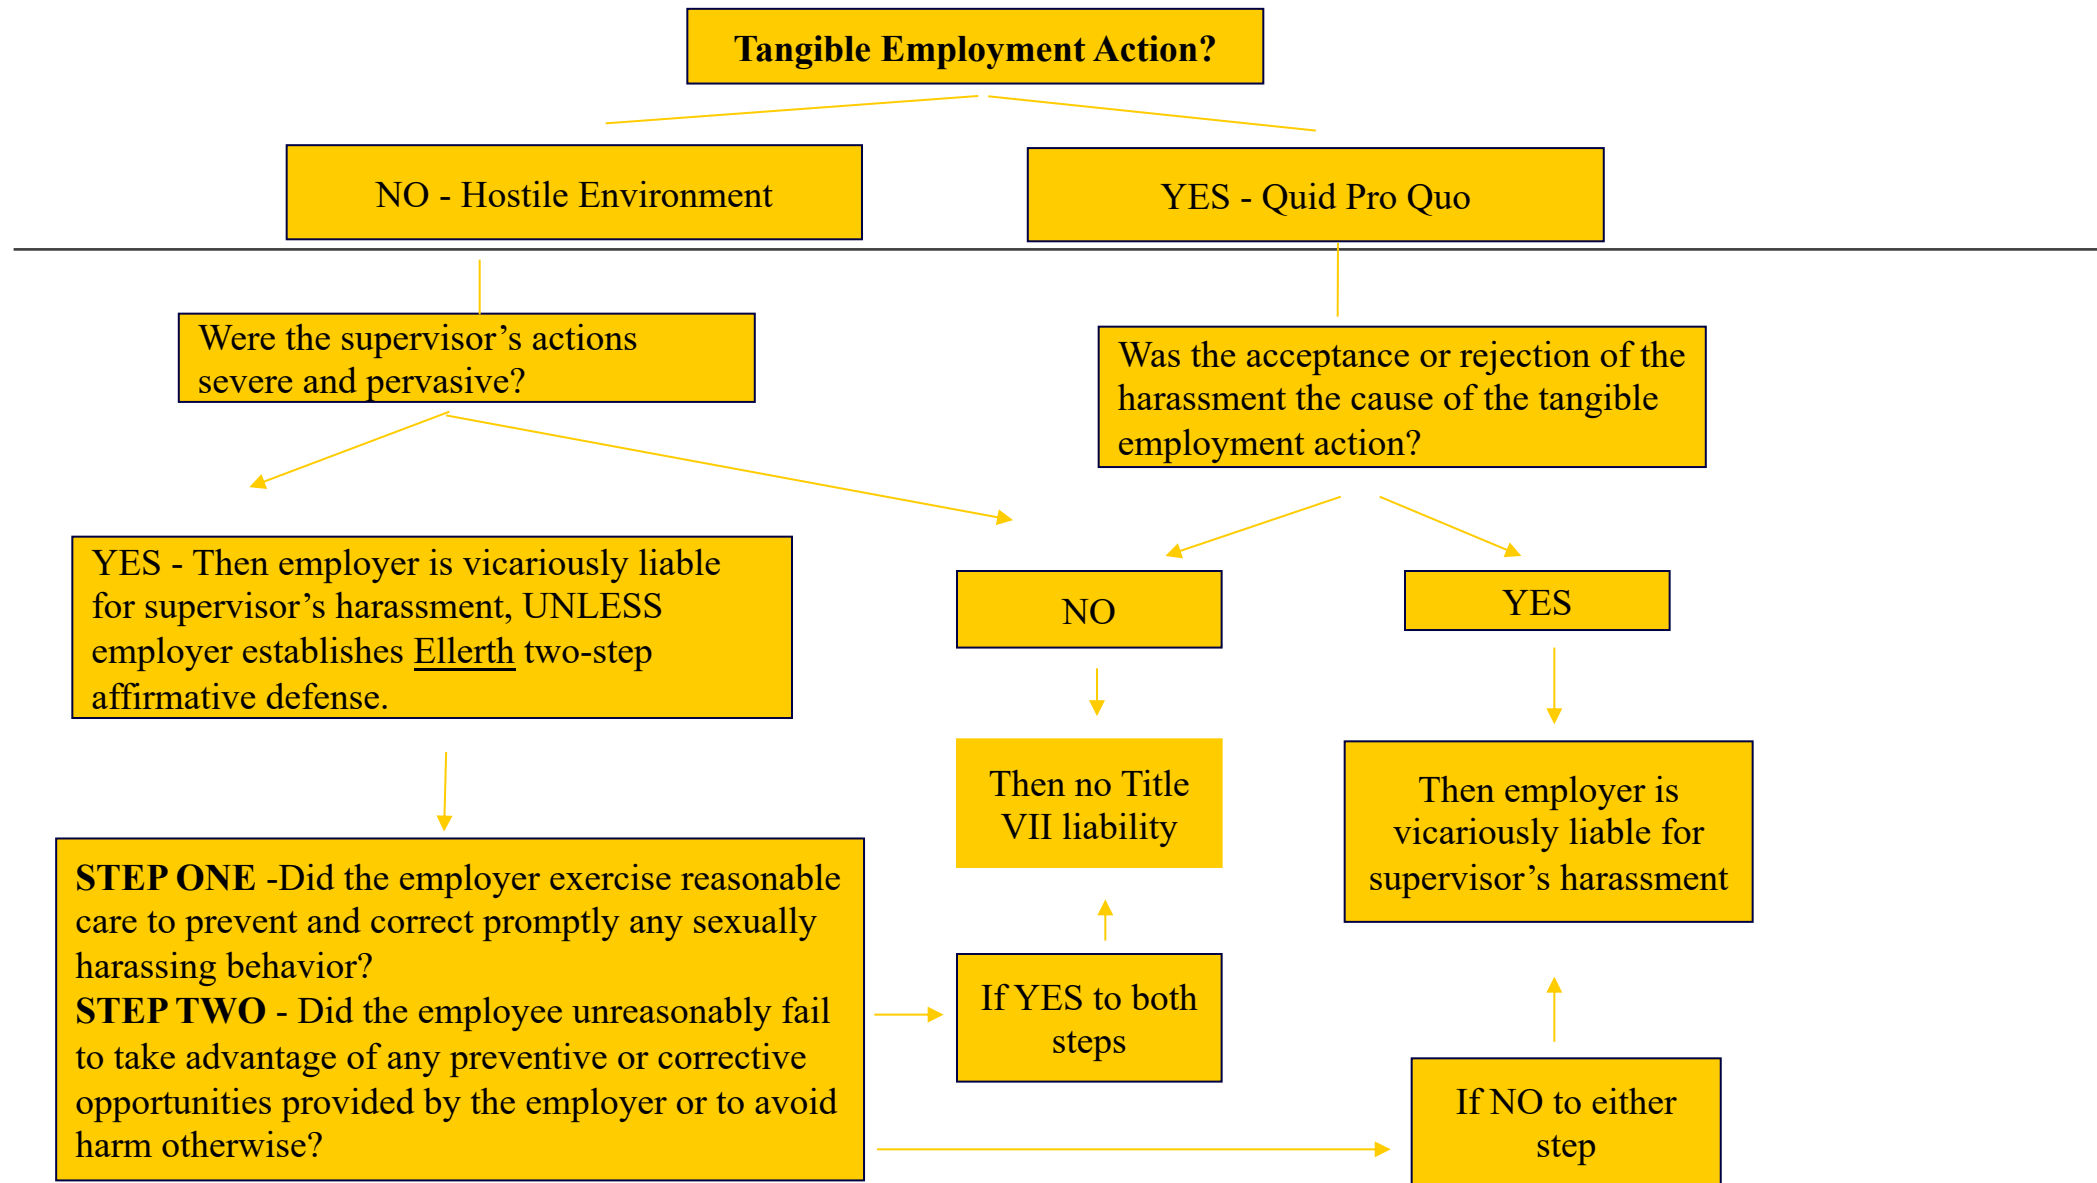 Tangible Employment Action?
NO - Hostile Environment
YES - Quid Pro Quo
Were the supervisor’s actions
severe and pervasive?
Was the acceptance or rejection of the
harassment the cause of the tangible
employment action?
YES - Then employer is vicariously liable
for supervisor’s harassment, UNLESS
employer establishes Ellerth two-step
affirmative defense.
NO
YES
Then no Title
VII liability
Then employer is
vicariously liable for
supervisor’s harassment
STEP ONE -Did the employer exercise reasonable
care to prevent and correct promptly any sexually
harassing behavior?
STEP TWO - Did the employee unreasonably fail
to take advantage of any preventive or corrective
opportunities provided by the employer or to avoid
harm otherwise?
If YES to both
steps
If NO to either
step